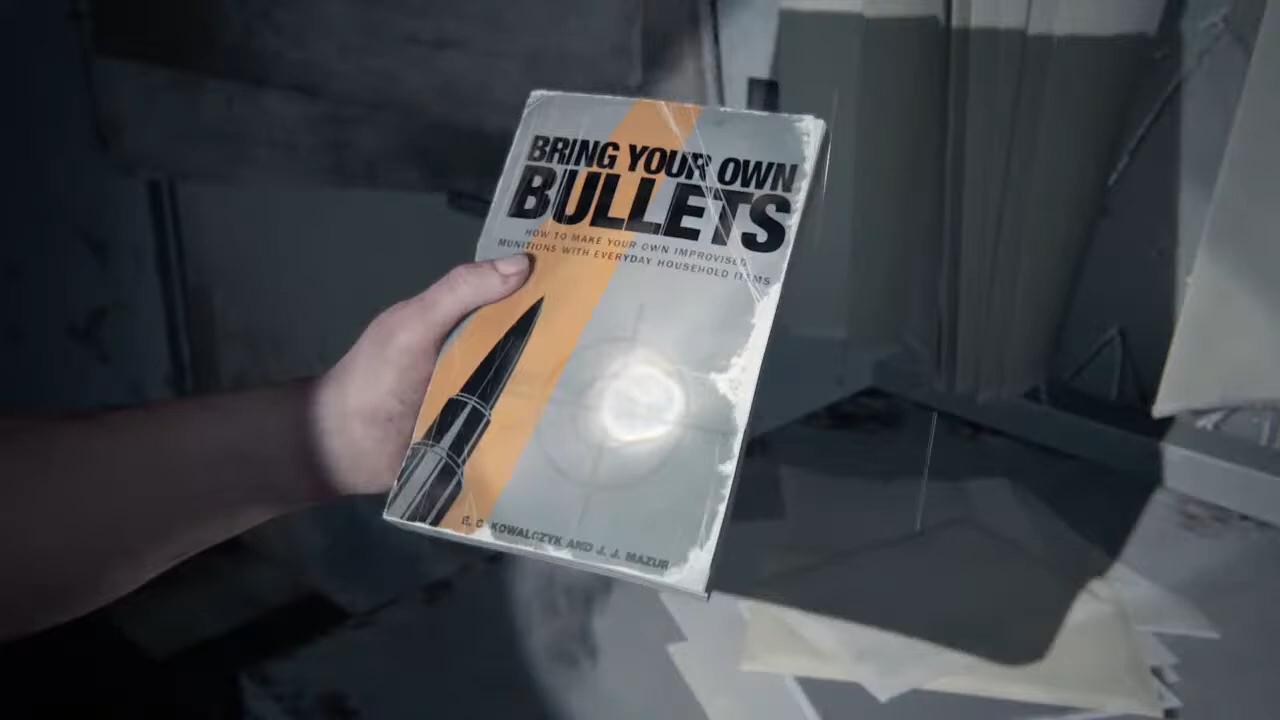 BRING YOUR OWN
BULLETS
HOW TO MAKE YOUR OWN IMPROVISED
MUNITIONS WITH EVERYDAY HOUSEHOLD ITEMS
E. C. KOWALCZYK AND J. J. MAZUR